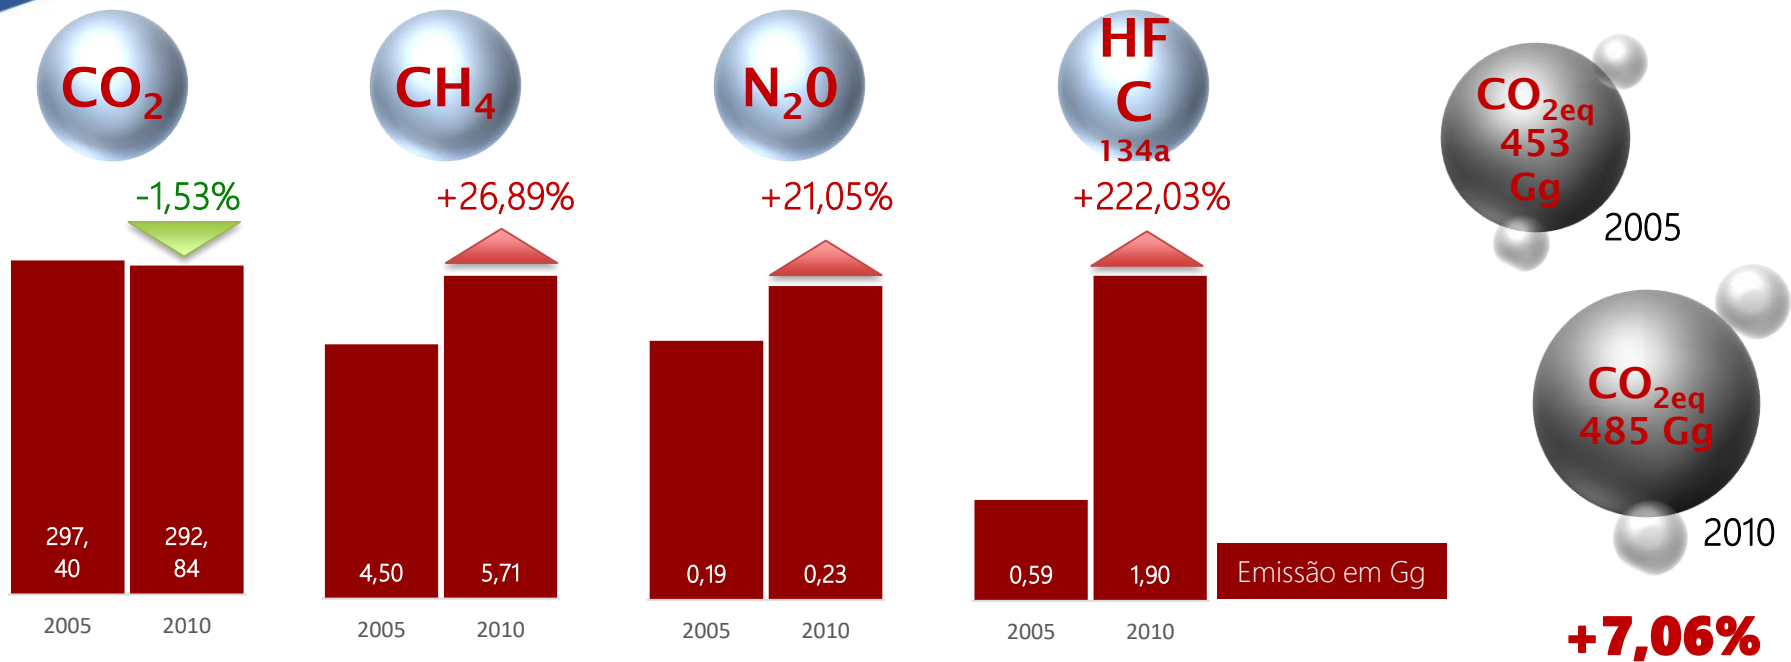 CO2
-1,53%
297,
40
292,
84
2005
2010
CH4
+26,89%
4,50
5,71
2005
2010
N20
+21,05%
0,19
0,23
2005
2010
HF
C
134a
+222,03%
0,59
1,90
2005
2010
Emissão em Gg
CO2eq
453
Gg
2005
CO2eq
485 Gg
2010
+7,06%